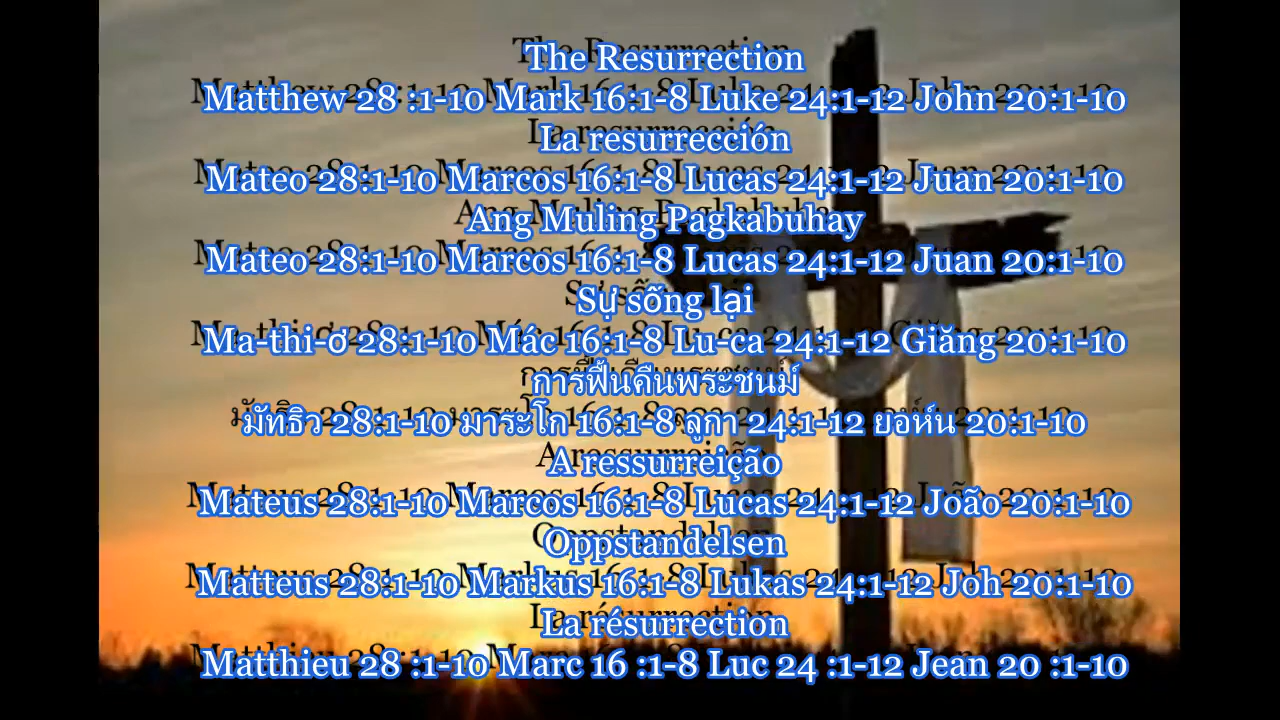 The Resurrection
Matthew 28 :1-10 Mark 16:1-8 Luke 24:1-12 John 20:1-10
La resurrección
Mateo 28:1-10 Marcos 16:1-8 Lucas 24:1-12 Juan 20:1-10
Ang Muling Pagkabuhay
Mateo 28:1-10 Marcos 16:1-8 Lucas 24:1-12 Juan 20:1-10
Sự sống lại
Ma-thi-ơ 28:1-10 Mác 16:1-8 Lu-ca 24:1-12 Giăng 20:1-10
การฟื้นคืนพระชนม์
มัทธิว 28:1-10 มาระโก 16:1-8 ลูกา 24:1-12 ยอห์น 20:1-10
A ressurreição
Mateus 28:1-10 Marcos 16:1-8 Lucas 24:1-12 João 20:1-10
Oppstandelsen
Matteus 28:1-10 Markus 16:1-8 Lukas 24:1-12 Joh 20:1-10
La résurrection
Matthieu 28 :1-10 Marc 16 :1-8 Luc 24 :1-12 Jean 20 :1-10